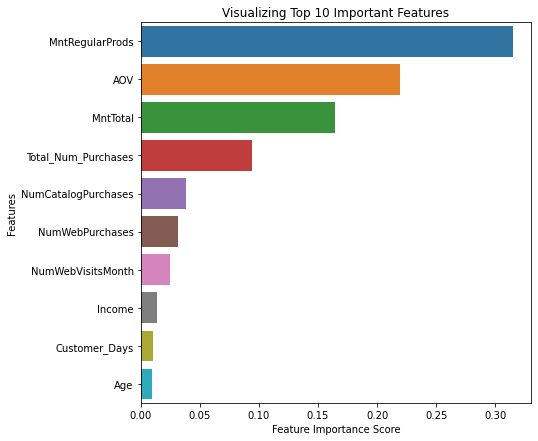 Visualizing Top 10 Important Features
Features
MntRegularProds
AOV
MntTotal
Total_Num_Purchases
NumCatalogPurchases
NumWebPurchases
NumWebVisitsMonth
Income
Customer_Days
Age
0.00 0.05 0.10 0.15 0.20 0.25 0.30
Feature Importance Score